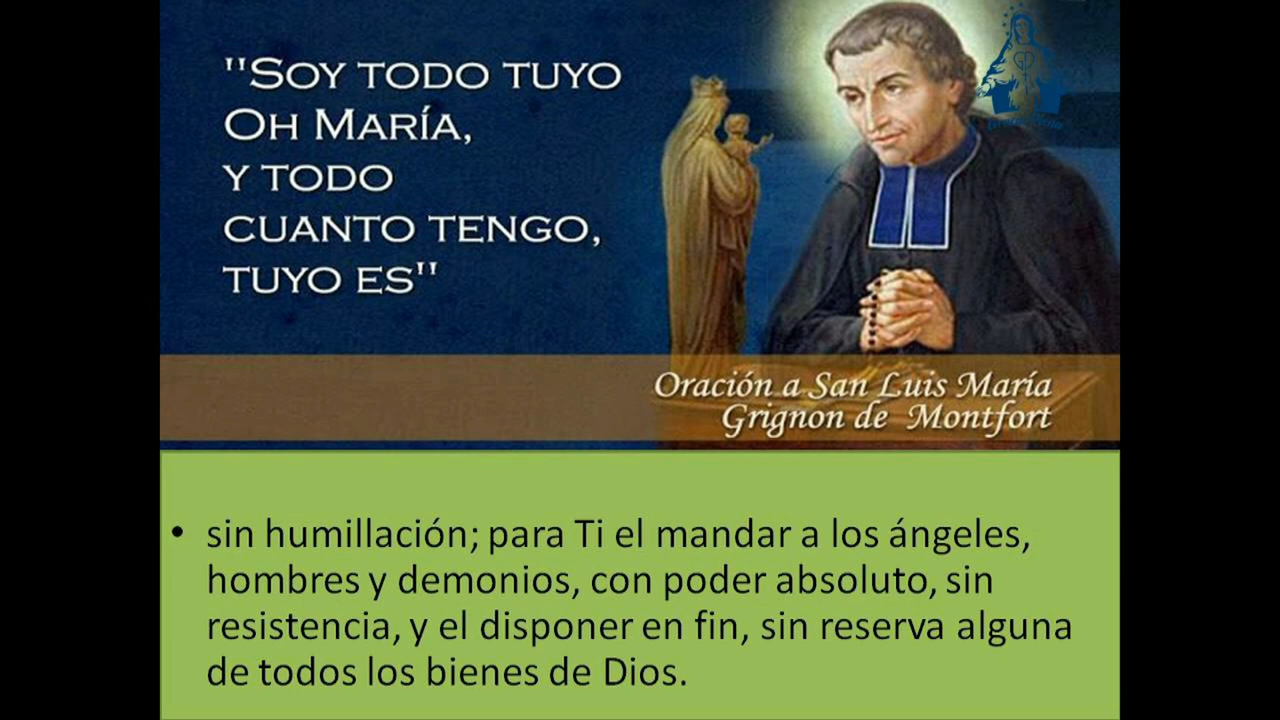 "SOY TODO TUYO
OH MARÍA,
Y TODO
CUANTO TENGO,
TUYO ES"
Oración a San Luis María
Grignon de Montfort
• sin humillación; para Ti el mandar a los ángeles,
hombres y demonios, con poder absoluto, sin
resistencia, y el disponer en fin, sin reserva alguna
de todos los bienes de Dios.